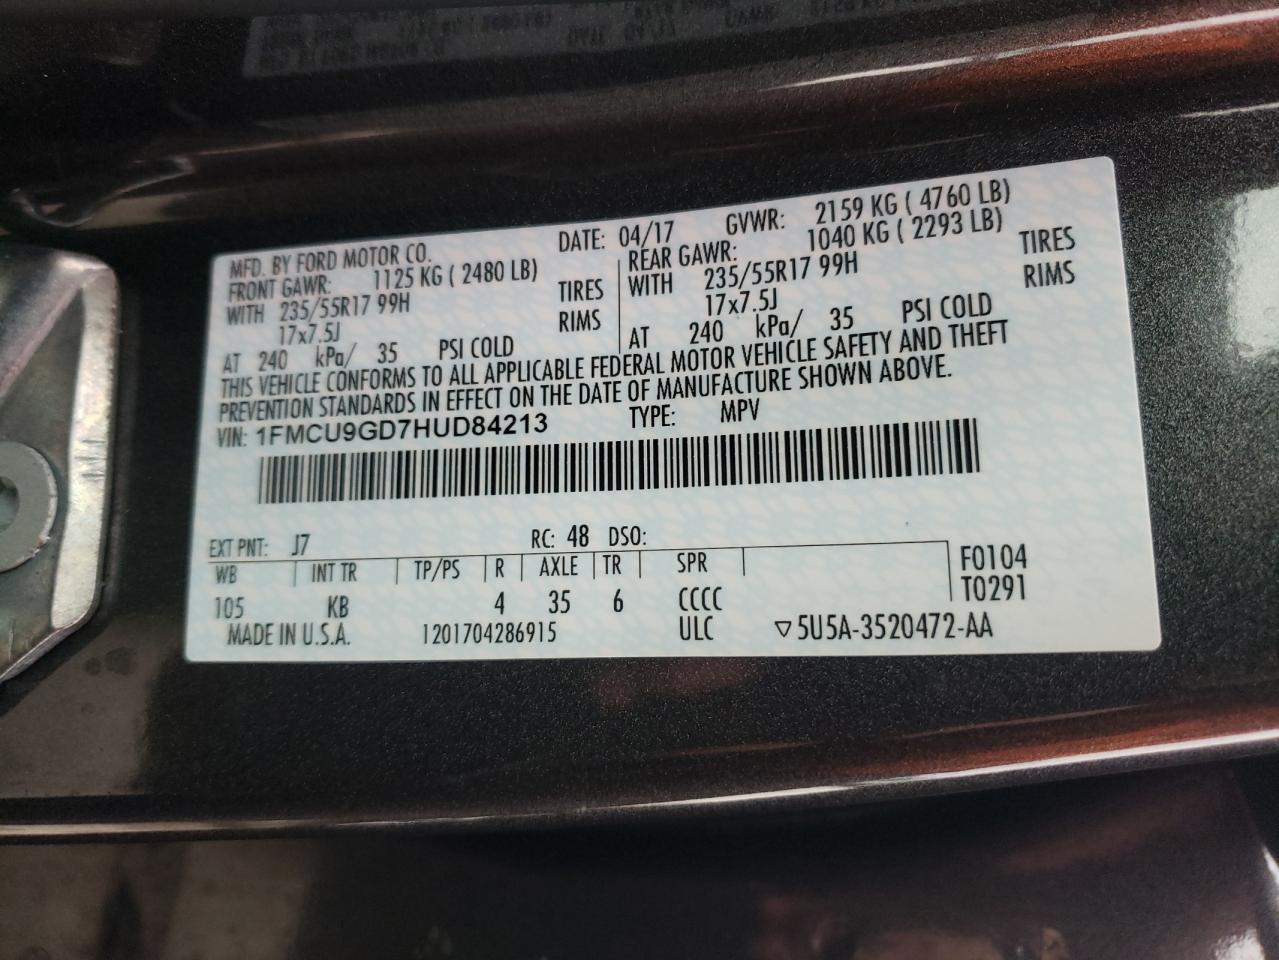 MFD. BY FORD MOTOR CO. DATE: 04/17 GVWR: 2159 KG ( 4760 LB)
FRONT GAWR: 1125 KG ( 2480 LB) REAR GAWR: 1040 KG ( 2293 LB)
WITH 235/55R17 99H TIRES WITH 235/55R17 99H TIRES
17x7.5J RIMS 17x7.5J RIMS
AT 240 kPa/ 35 PSI COLD AT 240 kPa/ 35 PSI COLD
THIS VEHICLE CONFORMS TO ALL APPLICABLE FEDERAL MOTOR VEHICLE SAFETY AND THEFT
PREVENTION STANDARDS IN EFFECT ON THE DATE OF MANUFACTURE SHOWN ABOVE.
VIN: 1FMCU9GD7HUD84213 TYPE: MPV
EXT PNT: J7 RC: 48 DSO:
WB INT TR TP/PS R AXLE TR SPR F0104
105 KB 4 35 6 CCCC T0291
MADE IN U.S.A. 1201704286915 ULC ▽5U5A-3520472-AA